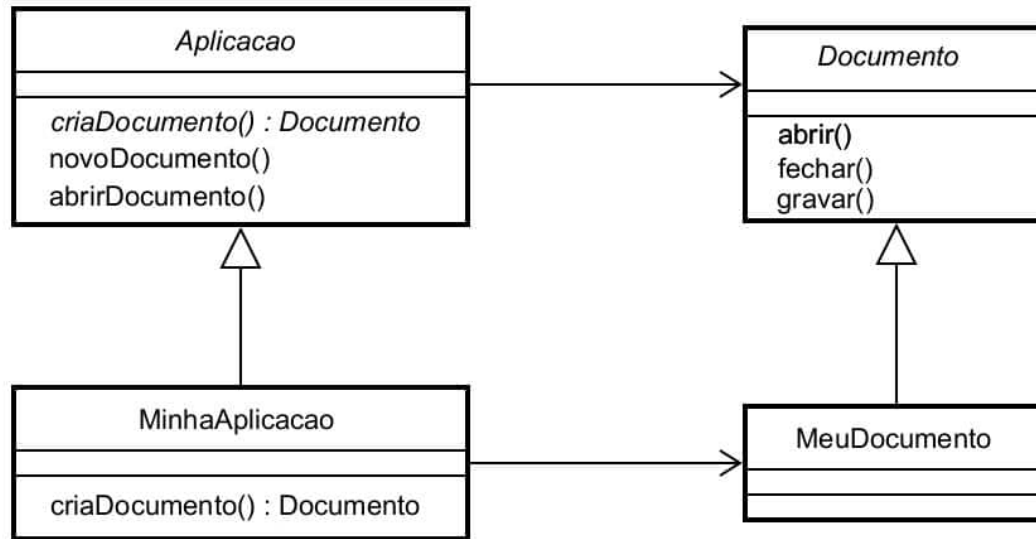 Aplicacao
criaDocumento() : Documento
novoDocumento()
abrirDocumento()
Documento
abrir()
fechar()
gravar()
MinhaAplicacao
criaDocumento() : Documento
MeuDocumento